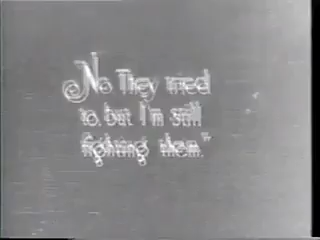 No They tried
to, but I'm still
fighting them."